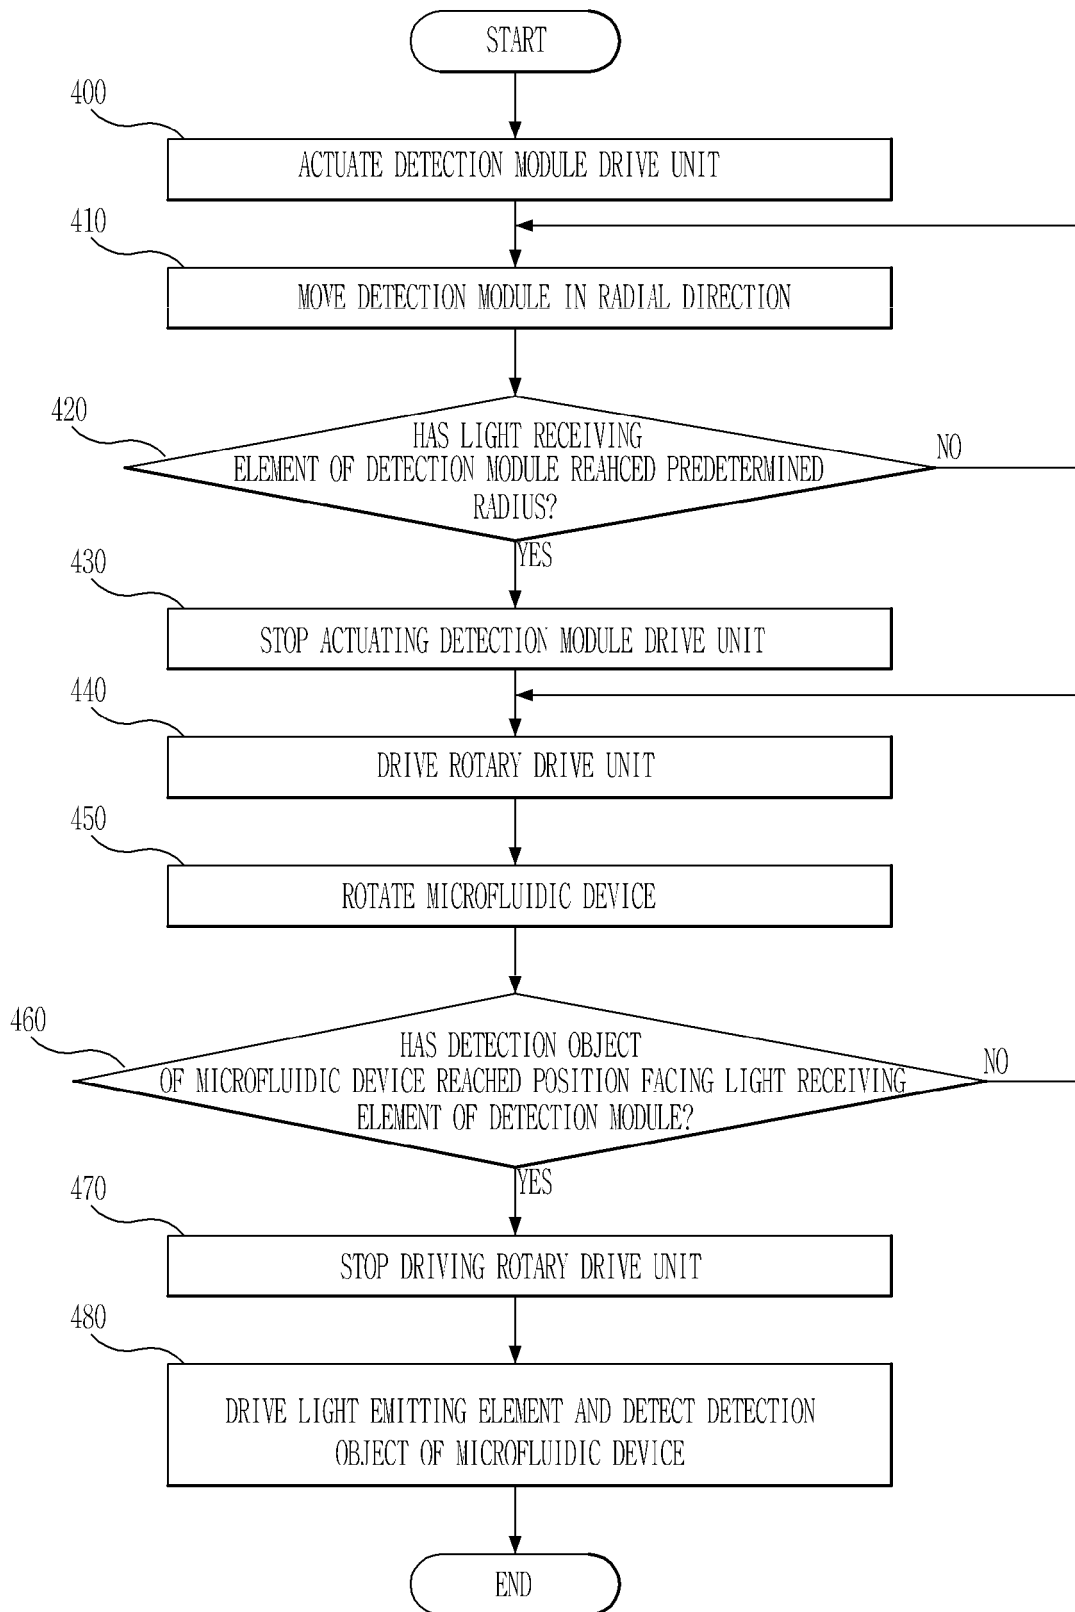 START
400
ACTUATE DETECTION MODULE DRIVE UNIT
410
MOVE DETECTION MODULE IN RADIAL DIRECTION
420
HAS LIGHT RECEIVING
ELEMENT OF DETECTION MODULE REAHCED PREDETERMINED
RADIUS?
NO
YES
430
STOP ACTUATING DETECTION MODULE DRIVE UNIT
440
DRIVE ROTARY DRIVE UNIT
450
ROTATE MICROFLUIDIC DEVICE
460
HAS DETECTION OBJECT
OF MICROFLUIDIC DEVICE REACHED POSITION FACING LIGHT RECEIVING
ELEMENT OF DETECTION MODULE?
NO
YES
470
STOP DRIVING ROTARY DRIVE UNIT
480
DRIVE LIGHT EMITTING ELEMENT AND DETECT DETECTION
OBJECT OF MICROFLUIDIC DEVICE
END